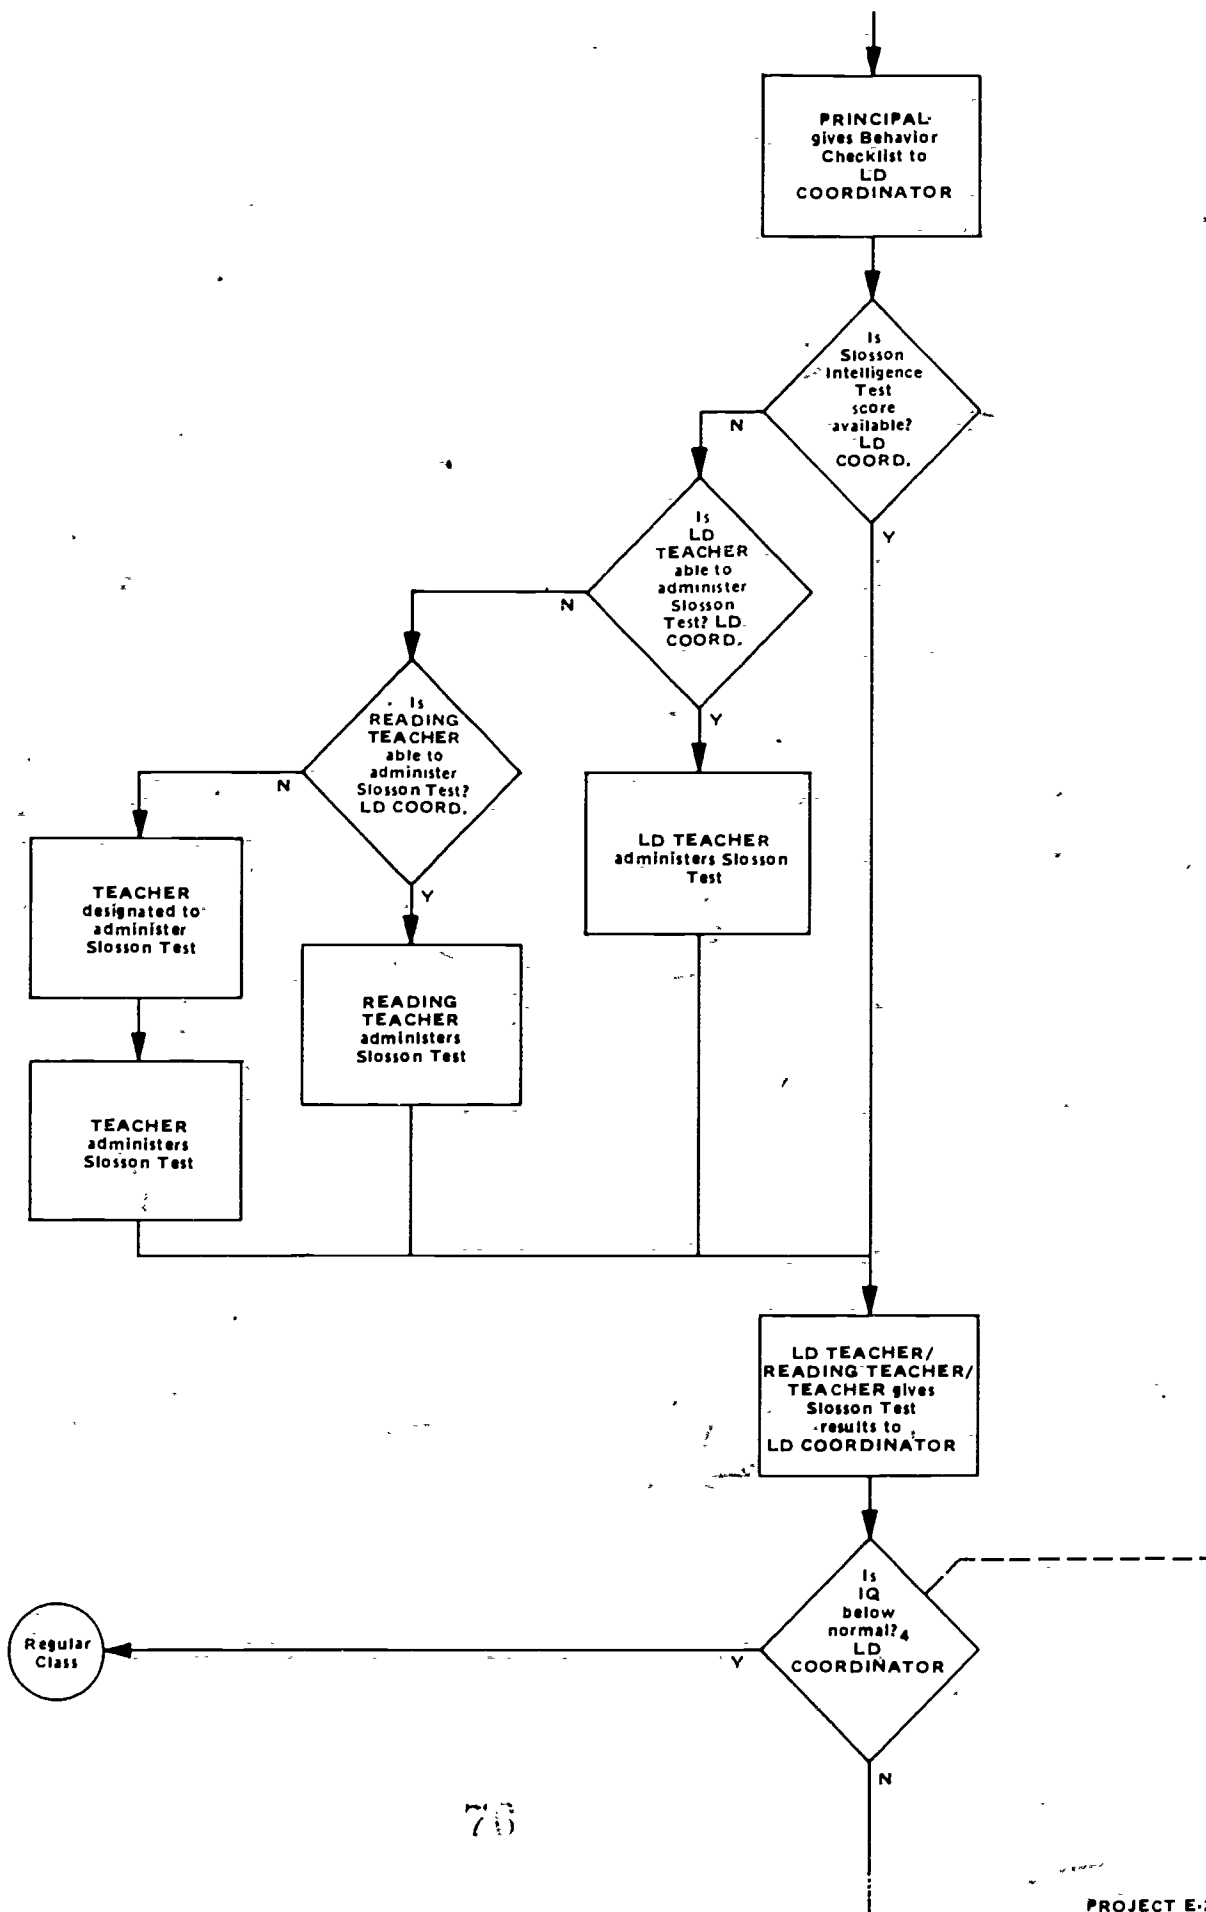 PRINCIPAL
gives Behavior
Checklist to
LD
COORDINATOR
Is
Slosson
Intelligence
Test
score
available?
LD
COORD.
N
Y
Is
LD
TEACHER
able to
administer
Slosson
Test? LD
COORD.
N
Y
Is
READING
TEACHER
able to
administer
Slosson Test?
LD COORD.
N
Y
LD TEACHER
administers Slosson
Test
TEACHER
designated to
administer
Slosson Test
READING
TEACHER
administers
Slosson Test
TEACHER
administers
Slosson Test
LD TEACHER/
READING TEACHER/
TEACHER gives
Slosson Test
results to
LD COORDINATOR
Is
IQ
below
normal?4
LD
COORDINATOR
Y
Regular
Class
N
76
PROJECT